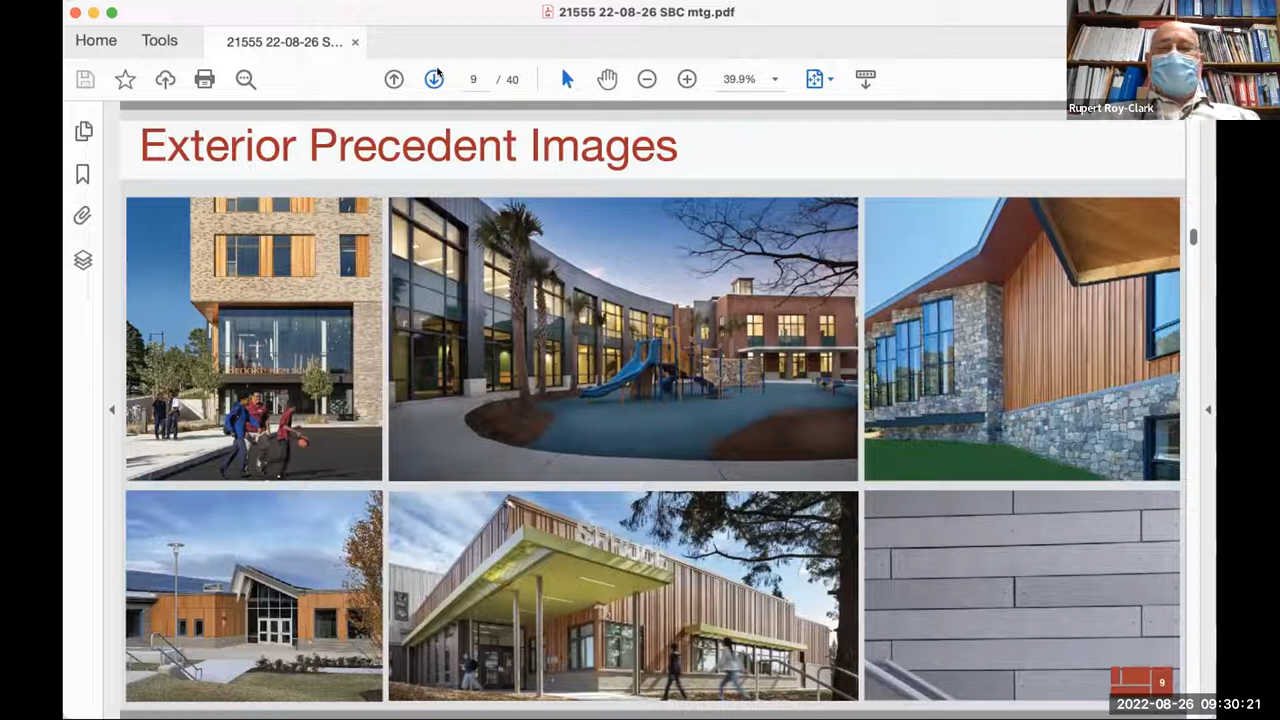 21555 22-08-26 SBC mtg.pdf
Home
Tools
21555 22-08-26 S...
9 / 40
39.9%
Rupert Roy-Clark
Exterior Precedent Images
9
2022-08-26 09:30:21